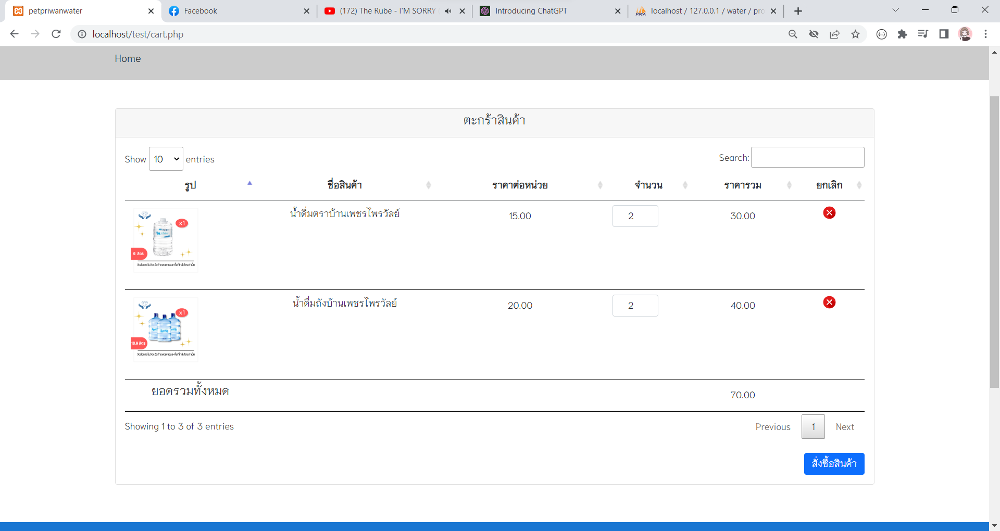 petpriwanwater
Facebook
(172) The Rube - I'M SORRY
Introducing ChatGPT
localhost / 127.0.0.1 / water / pro
localhost/test/cart.php
Home
ตะกร้าสินค้า
Show 10 entries
Search:
รูป ชื่อสินค้า ราคาต่อหน่วย จำนวน ราคารวม ยกเลิก
x1
6 ลิตร
น้ำดื่มตราบ้านเพชรไพรวัลย์ 15.00 2 30.00
x1
18.9 ลิตร
น้ำดื่มถังบ้านเพชรไพรวัลย์ 20.00 2 40.00
ยอดรวมทั้งหมด 70.00
Showing 1 to 3 of 3 entries
Previous 1 Next
สั่งซื้อสินค้า